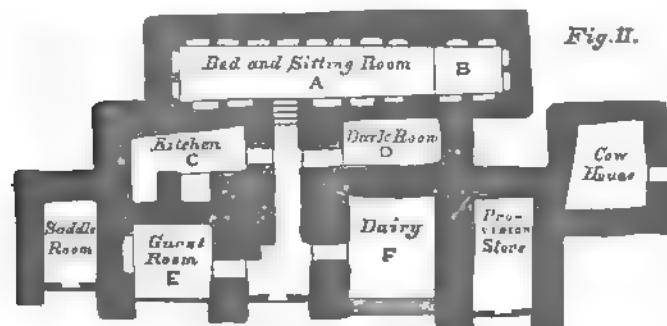 Fig. II.
Bed and Sitting Room
A
B
Kitchen
C
Dark Room
D
Cow
House
Saddle
Room
Guest
Room
E
Dairy
F
Pro-
vision
Store